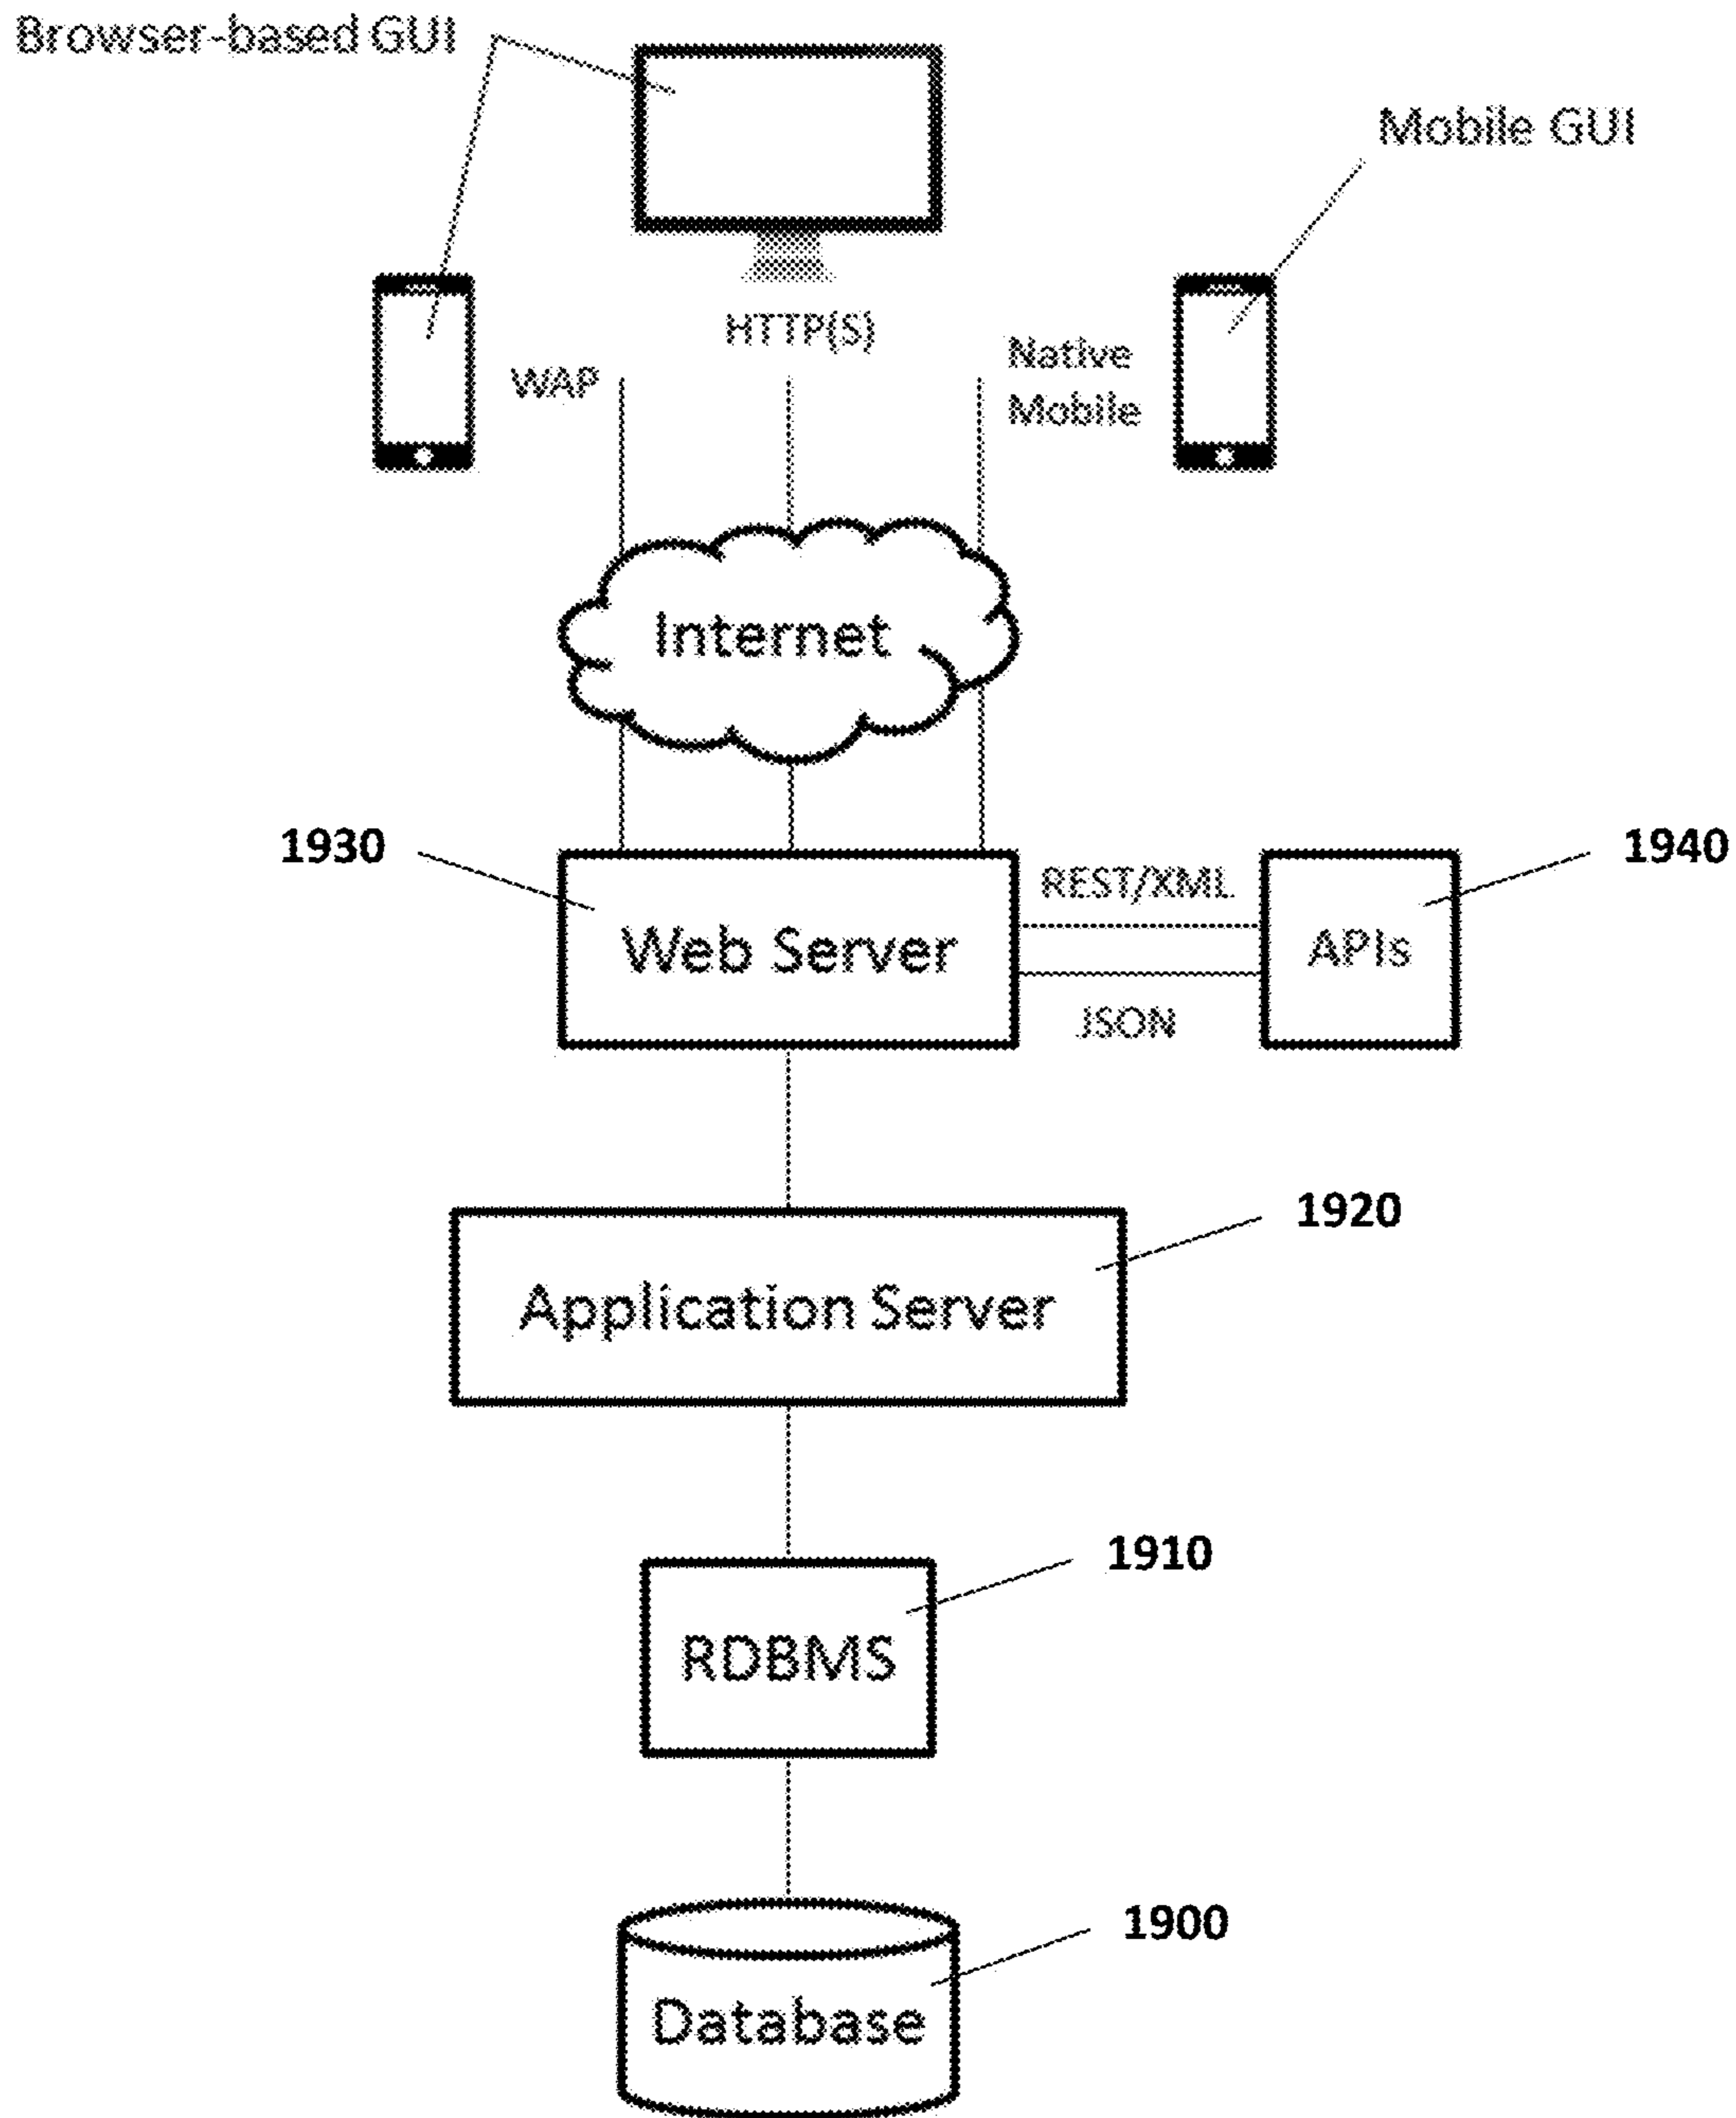 Browser-based GUI
Mobile GUI
HTTP(S)
Native
Mobile
WAP
Internet
1930
1940
REST/XML
Web Server
APIs
JSON
1920
Application Server
1910
RDBMS
1900
Database